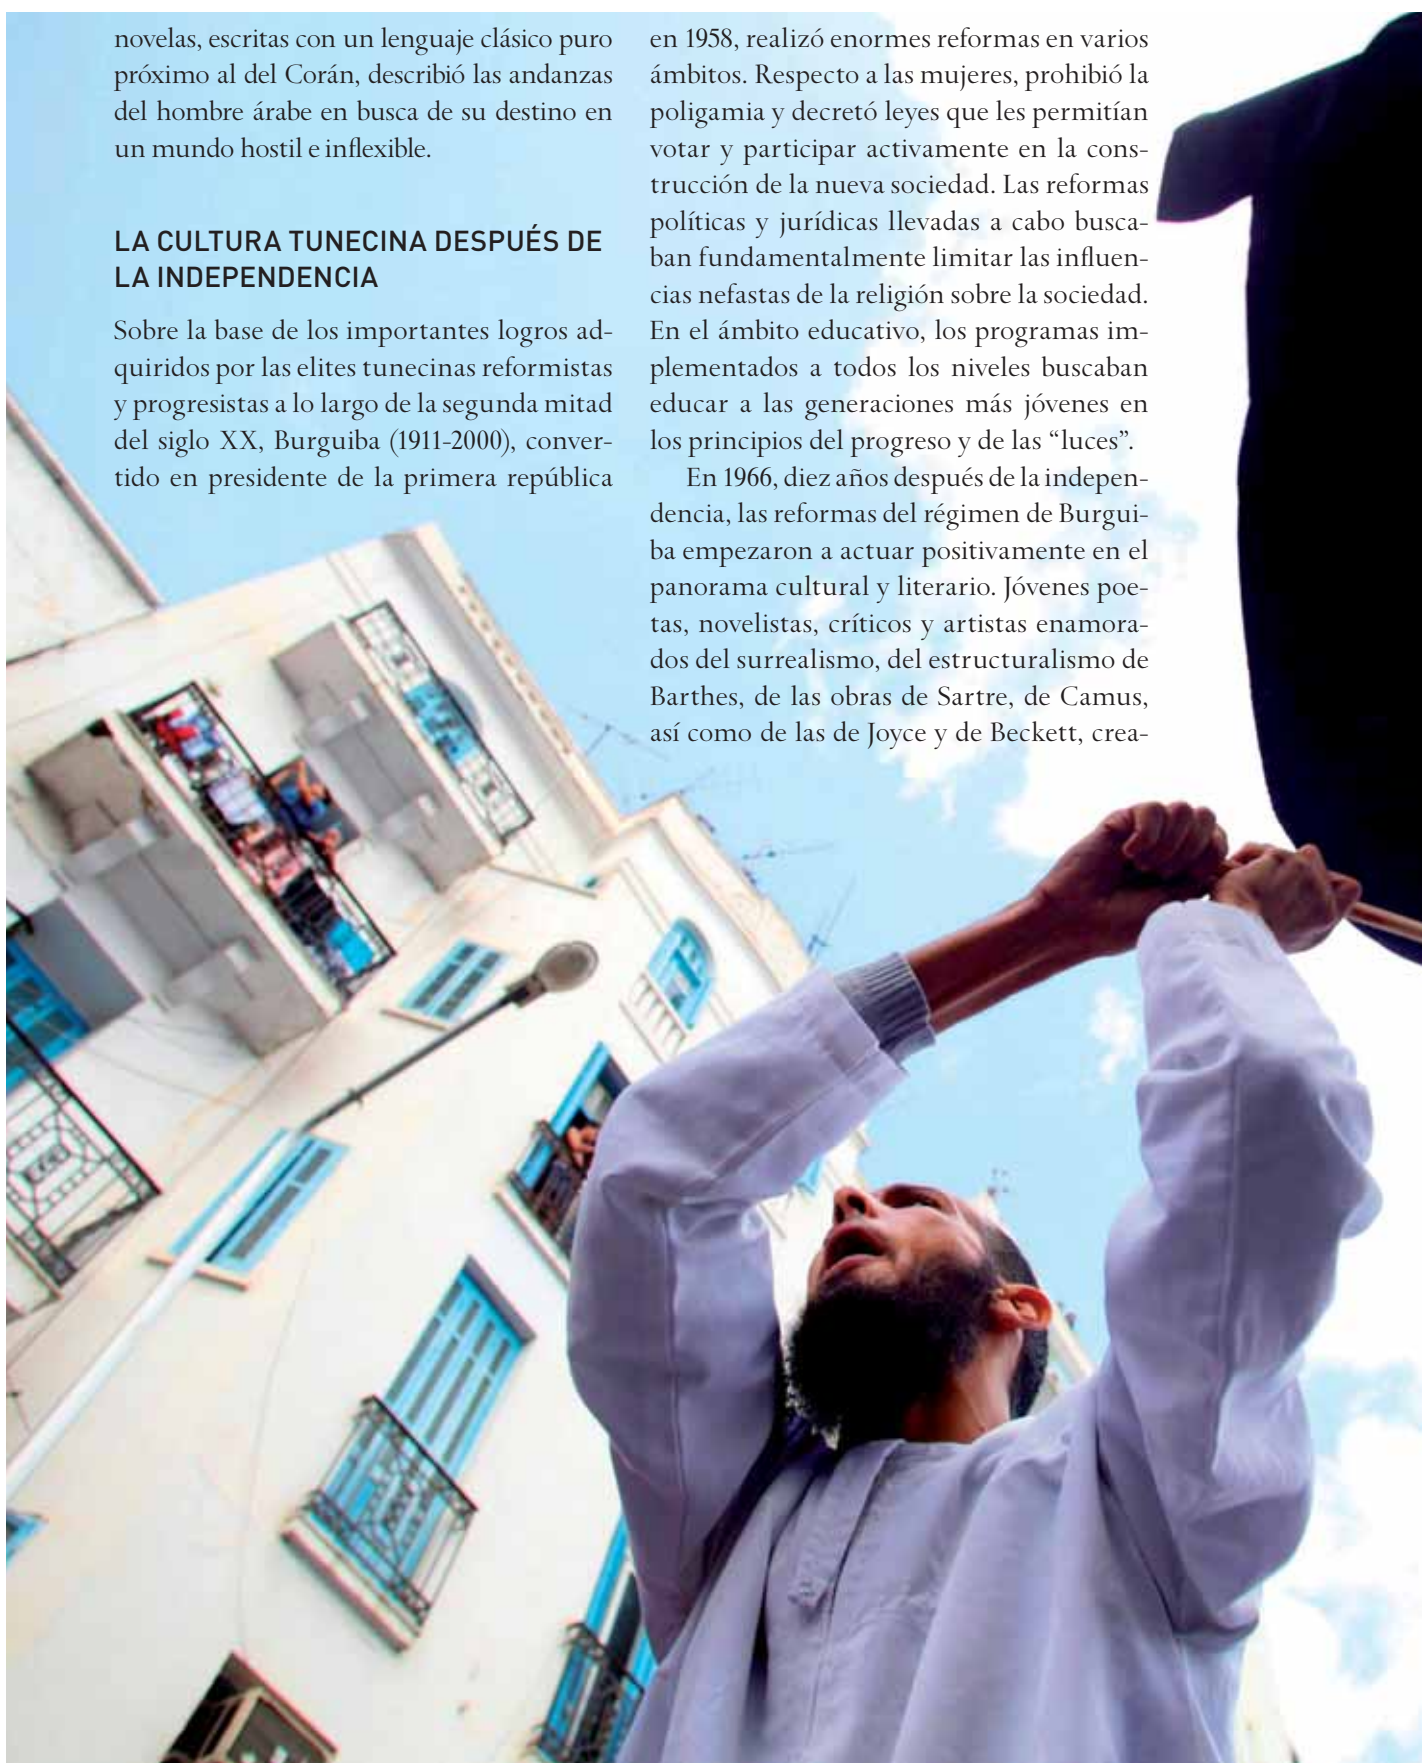 novelas, escritas con un lenguaje clásico puro
próximo al del Corán, describió las andanzas
del hombre árabe en busca de su destino en
un mundo hostil e inflexible.
LA CULTURA TUNECINA DESPUÉS DE
LA INDEPENDENCIA
Sobre la base de los importantes logros ad-
quiridos por las elites tunecinas reformistas
y progresistas a lo largo de la segunda mitad
del siglo XX, Burguiba (1911-2000), conver-
tido en presidente de la primera república
en 1958, realizó enormes reformas en varios
ámbitos. Respecto a las mujeres, prohibió la
poligamia y decretó leyes que les permitían
votar y participar activamente en la cons-
trucción de la nueva sociedad. Las reformas
políticas y jurídicas llevadas a cabo busca-
ban fundamentalmente limitar las influen-
cias nefastas de la religión sobre la sociedad.
En el ámbito educativo, los programas im-
plementados a todos los niveles buscaban
educar a las generaciones más jóvenes en
los principios del progreso y de las “luces”.
En 1966, diez años después de la indepen-
dencia, las reformas del régimen de Burgui-
ba empezaron a actuar positivamente en el
panorama cultural y literario. Jóvenes poe-
tas, novelistas, críticos y artistas enamora-
dos del surrealismo, del estructuralismo de
Barthes, de las obras de Sartre, de Camus,
así como de las de Joyce y de Beckett, crea-